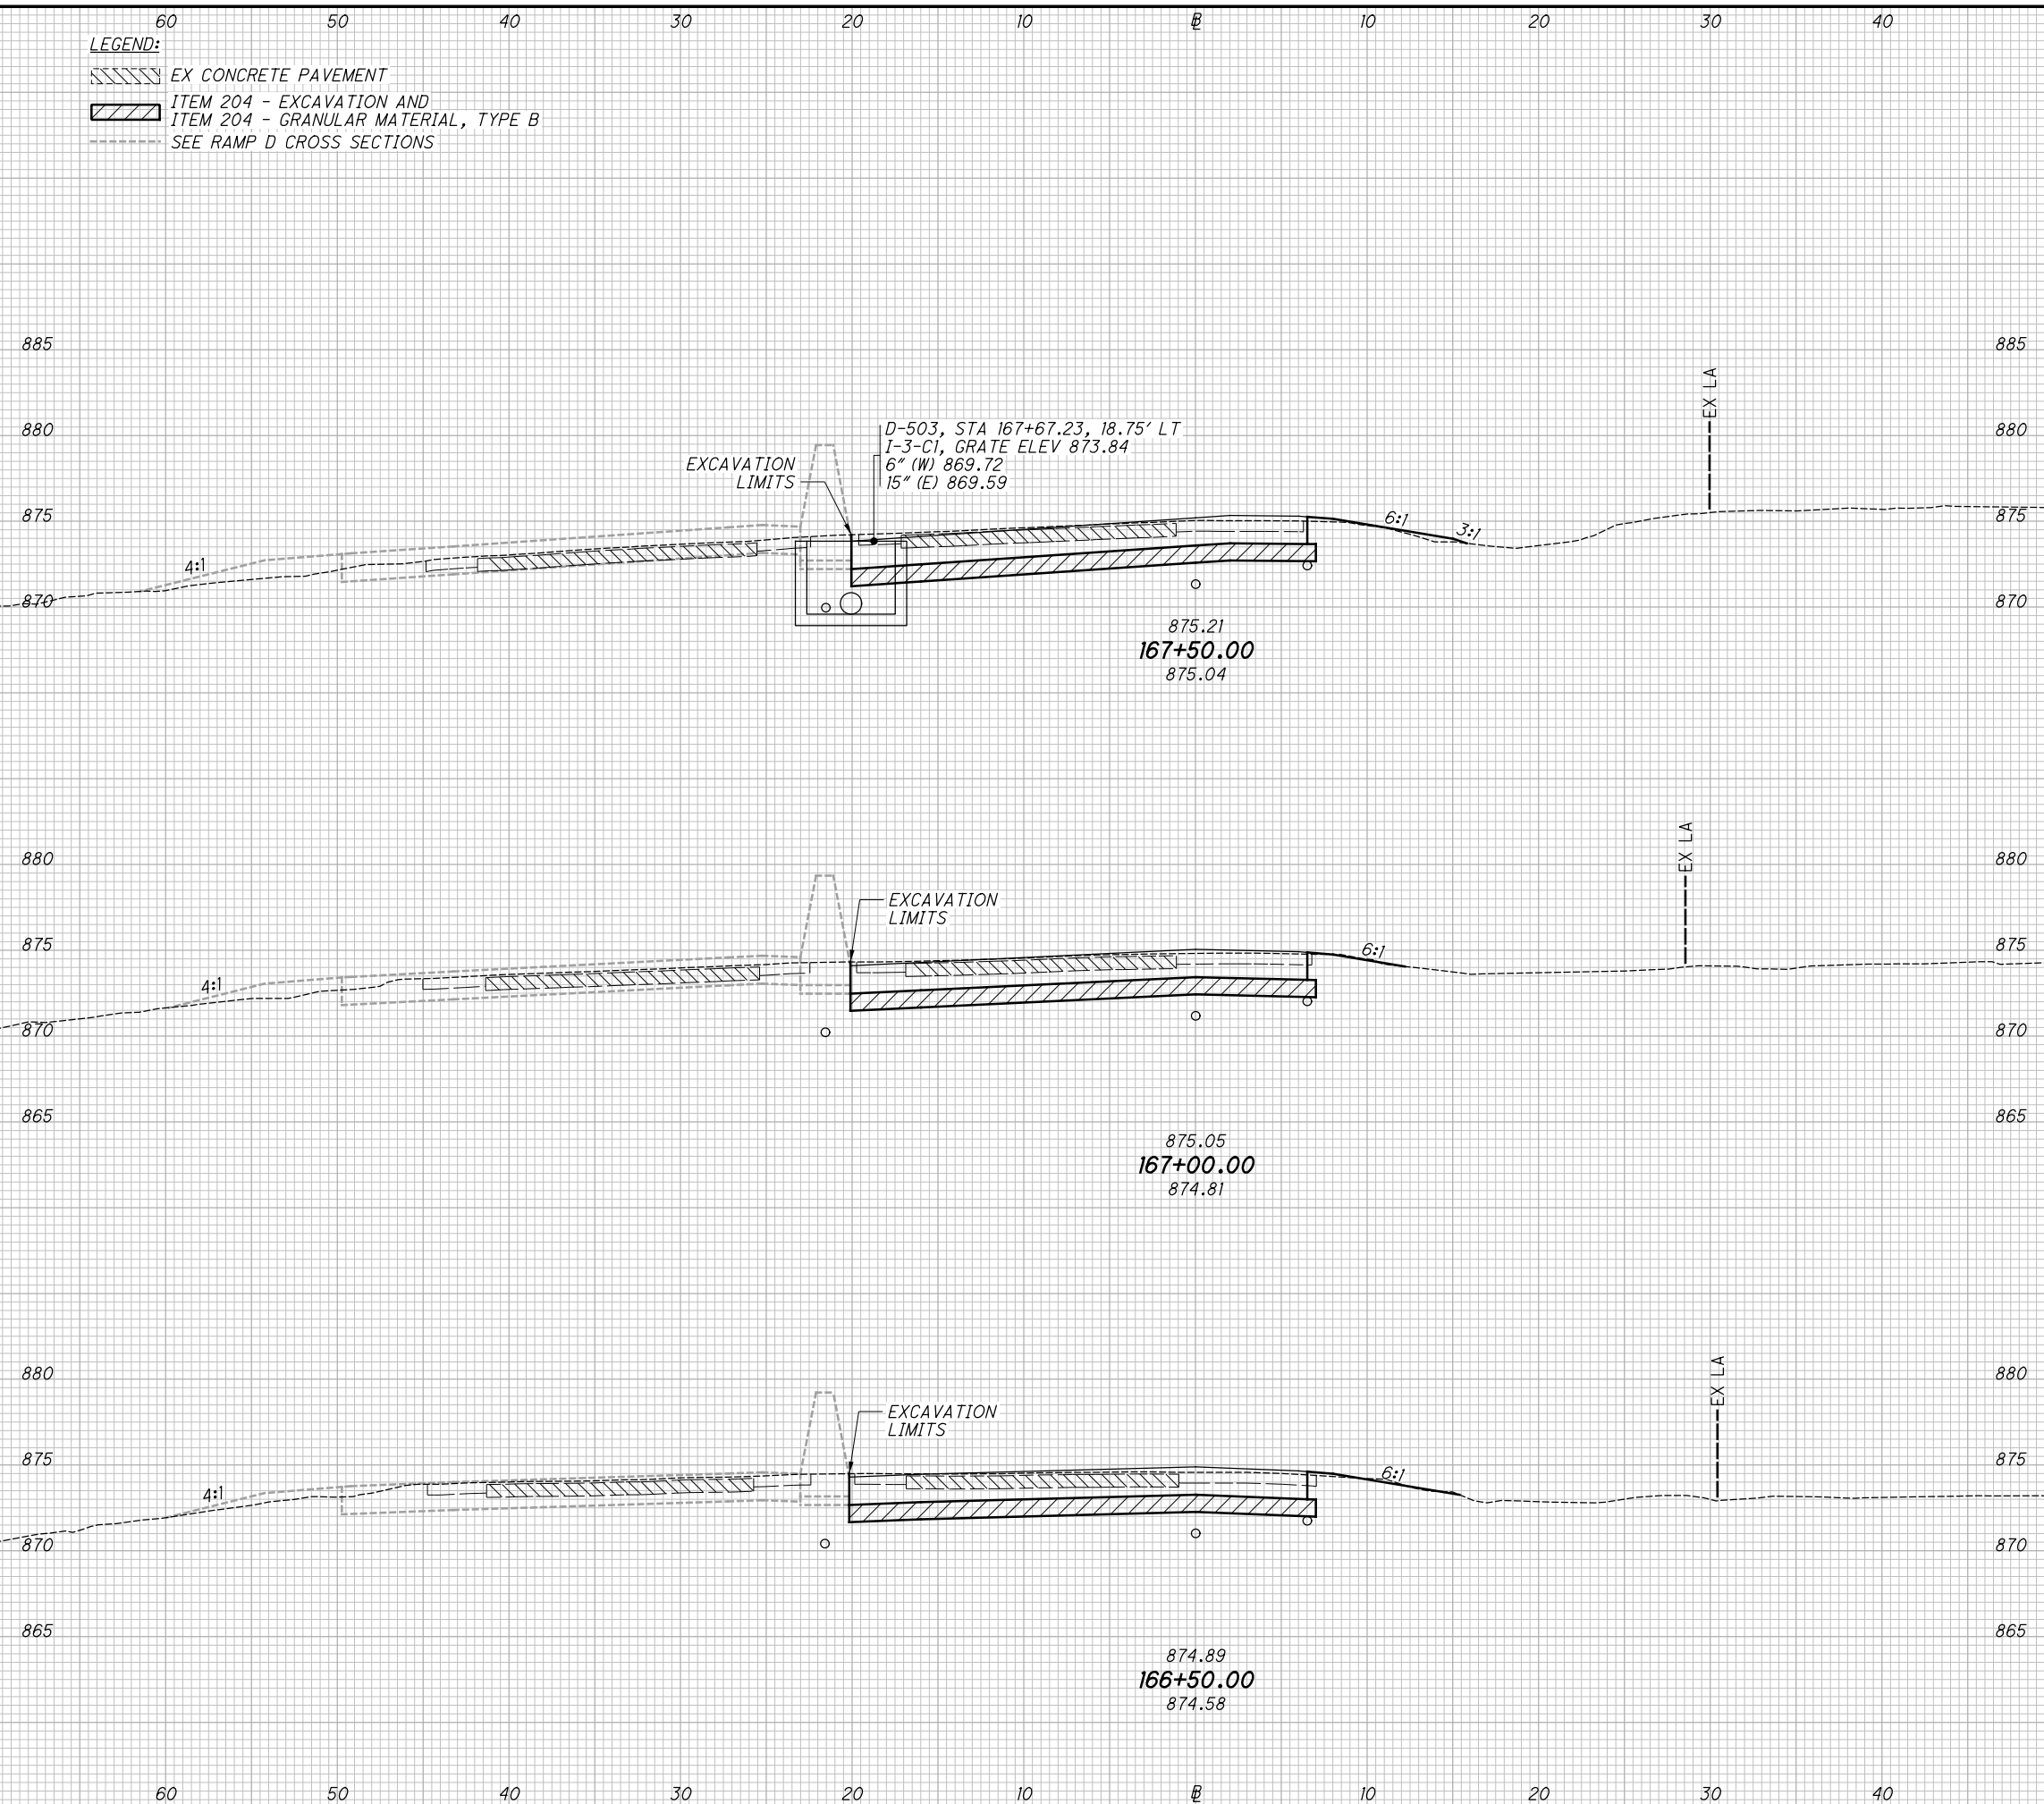 60 50 40 30 20 10 ℄ 10 20 30 40
LEGEND:
EX CONCRETE PAVEMENT
ITEM 204 - EXCAVATION AND
ITEM 204 - GRANULAR MATERIAL, TYPE B
SEE RAMP D CROSS SECTIONS
885 885
EX LA
880 880
D-503, STA 167+67.23, 18.75' LT
I-3-C1, GRATE ELEV 873.84
6" (W) 869.72
15" (E) 869.59
EXCAVATION
LIMITS
875 875
6:1
3:1
4:1
870 870
875.21
167+50.00
875.04
EX LA
880 880
EXCAVATION
LIMITS
875 875
6:1
4:1
870 870
865 865
875.05
167+00.00
874.81
EX LA
880 880
EXCAVATION
LIMITS
875 875
6:1
4:1
870 870
865 865
874.89
166+50.00
874.58
60 50 40 30 20 10 ℄ 10 20 30 40